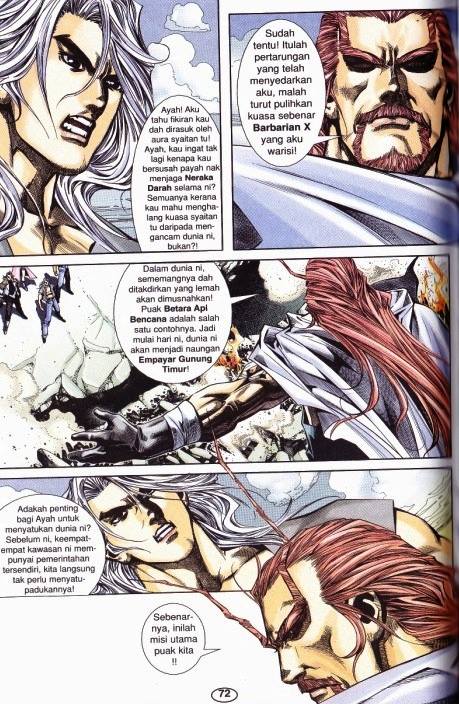 Ayah! Aku
tahu fikiran kau
dah dirasuk oleh
aura syaitan tu!
Ayah, kau ingat tak
lagi kenapa kau
bersusah payah nak
menjaga Neraka
Darah selama ni?
Semuanya kerana
kau mahu mengha-
lang kuasa syaitan
tu daripada me-
ngancam dunia ni,
bukan?!
Sudah
tentu! Itulah
pertarungan
yang telah
menyedarkan
aku, malah
turut pulihkan
kuasa sebenar
Barbarian X
yang aku
warisi!
Dalam dunia ni,
sememangnya dah
ditakdirkan yang lemah
akan dimusnahkan!
Puak Betara Api
Bencana adalah salah
satu contohnya. Jadi
mulai hari ni, dunia ni
akan menjadi naungan
Empayar Gunung
Timur!
Adakah penting
bagi Ayah untuk
menyatukan dunia ni?
Sebelum ni, keempat-
empat kawasan ni mem-
punyai pemerintahan
tersendiri, kita langsung
tak perlu menyatu-
padukannya!
Sebenar-
nya, inilah
misi utama
puak kita
!!
72